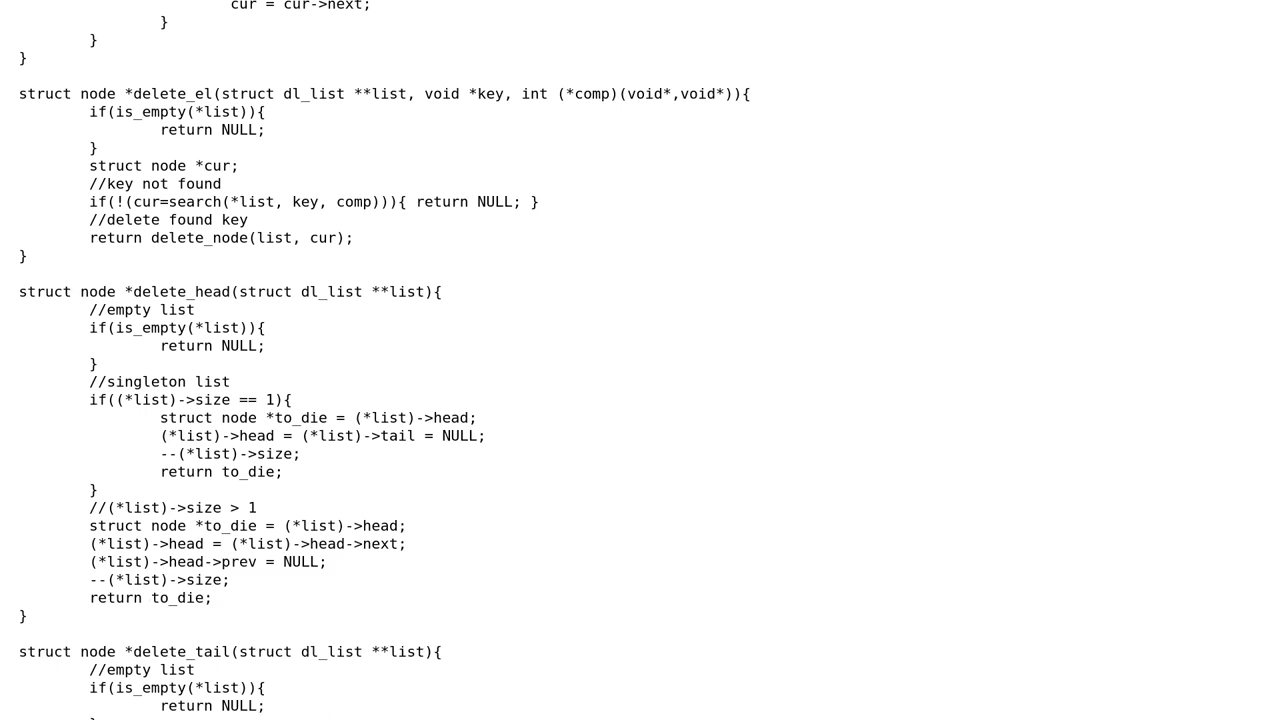 cur = cur->next;
}
}
}
struct node *delete_el(struct dl_list **list, void *key, int (*comp)(void*,void*)){
if(is_empty(*list)){
return NULL;
}
struct node *cur;
//key not found
if(!(cur=search(*list, key, comp))){ return NULL; }
//delete found key
return delete_node(list, cur);
}
struct node *delete_head(struct dl_list **list){
//empty list
if(is_empty(*list)){
return NULL;
}
//singleton list
if((*list)->size == 1){
struct node *to_die = (*list)->head;
(*list)->head = (*list)->tail = NULL;
--(*list)->size;
return to_die;
}
//(*list)->size > 1
struct node *to_die = (*list)->head;
(*list)->head = (*list)->head->next;
(*list)->head->prev = NULL;
--(*list)->size;
return to_die;
}
struct node *delete_tail(struct dl_list **list){
//empty list
if(is_empty(*list)){
return NULL;